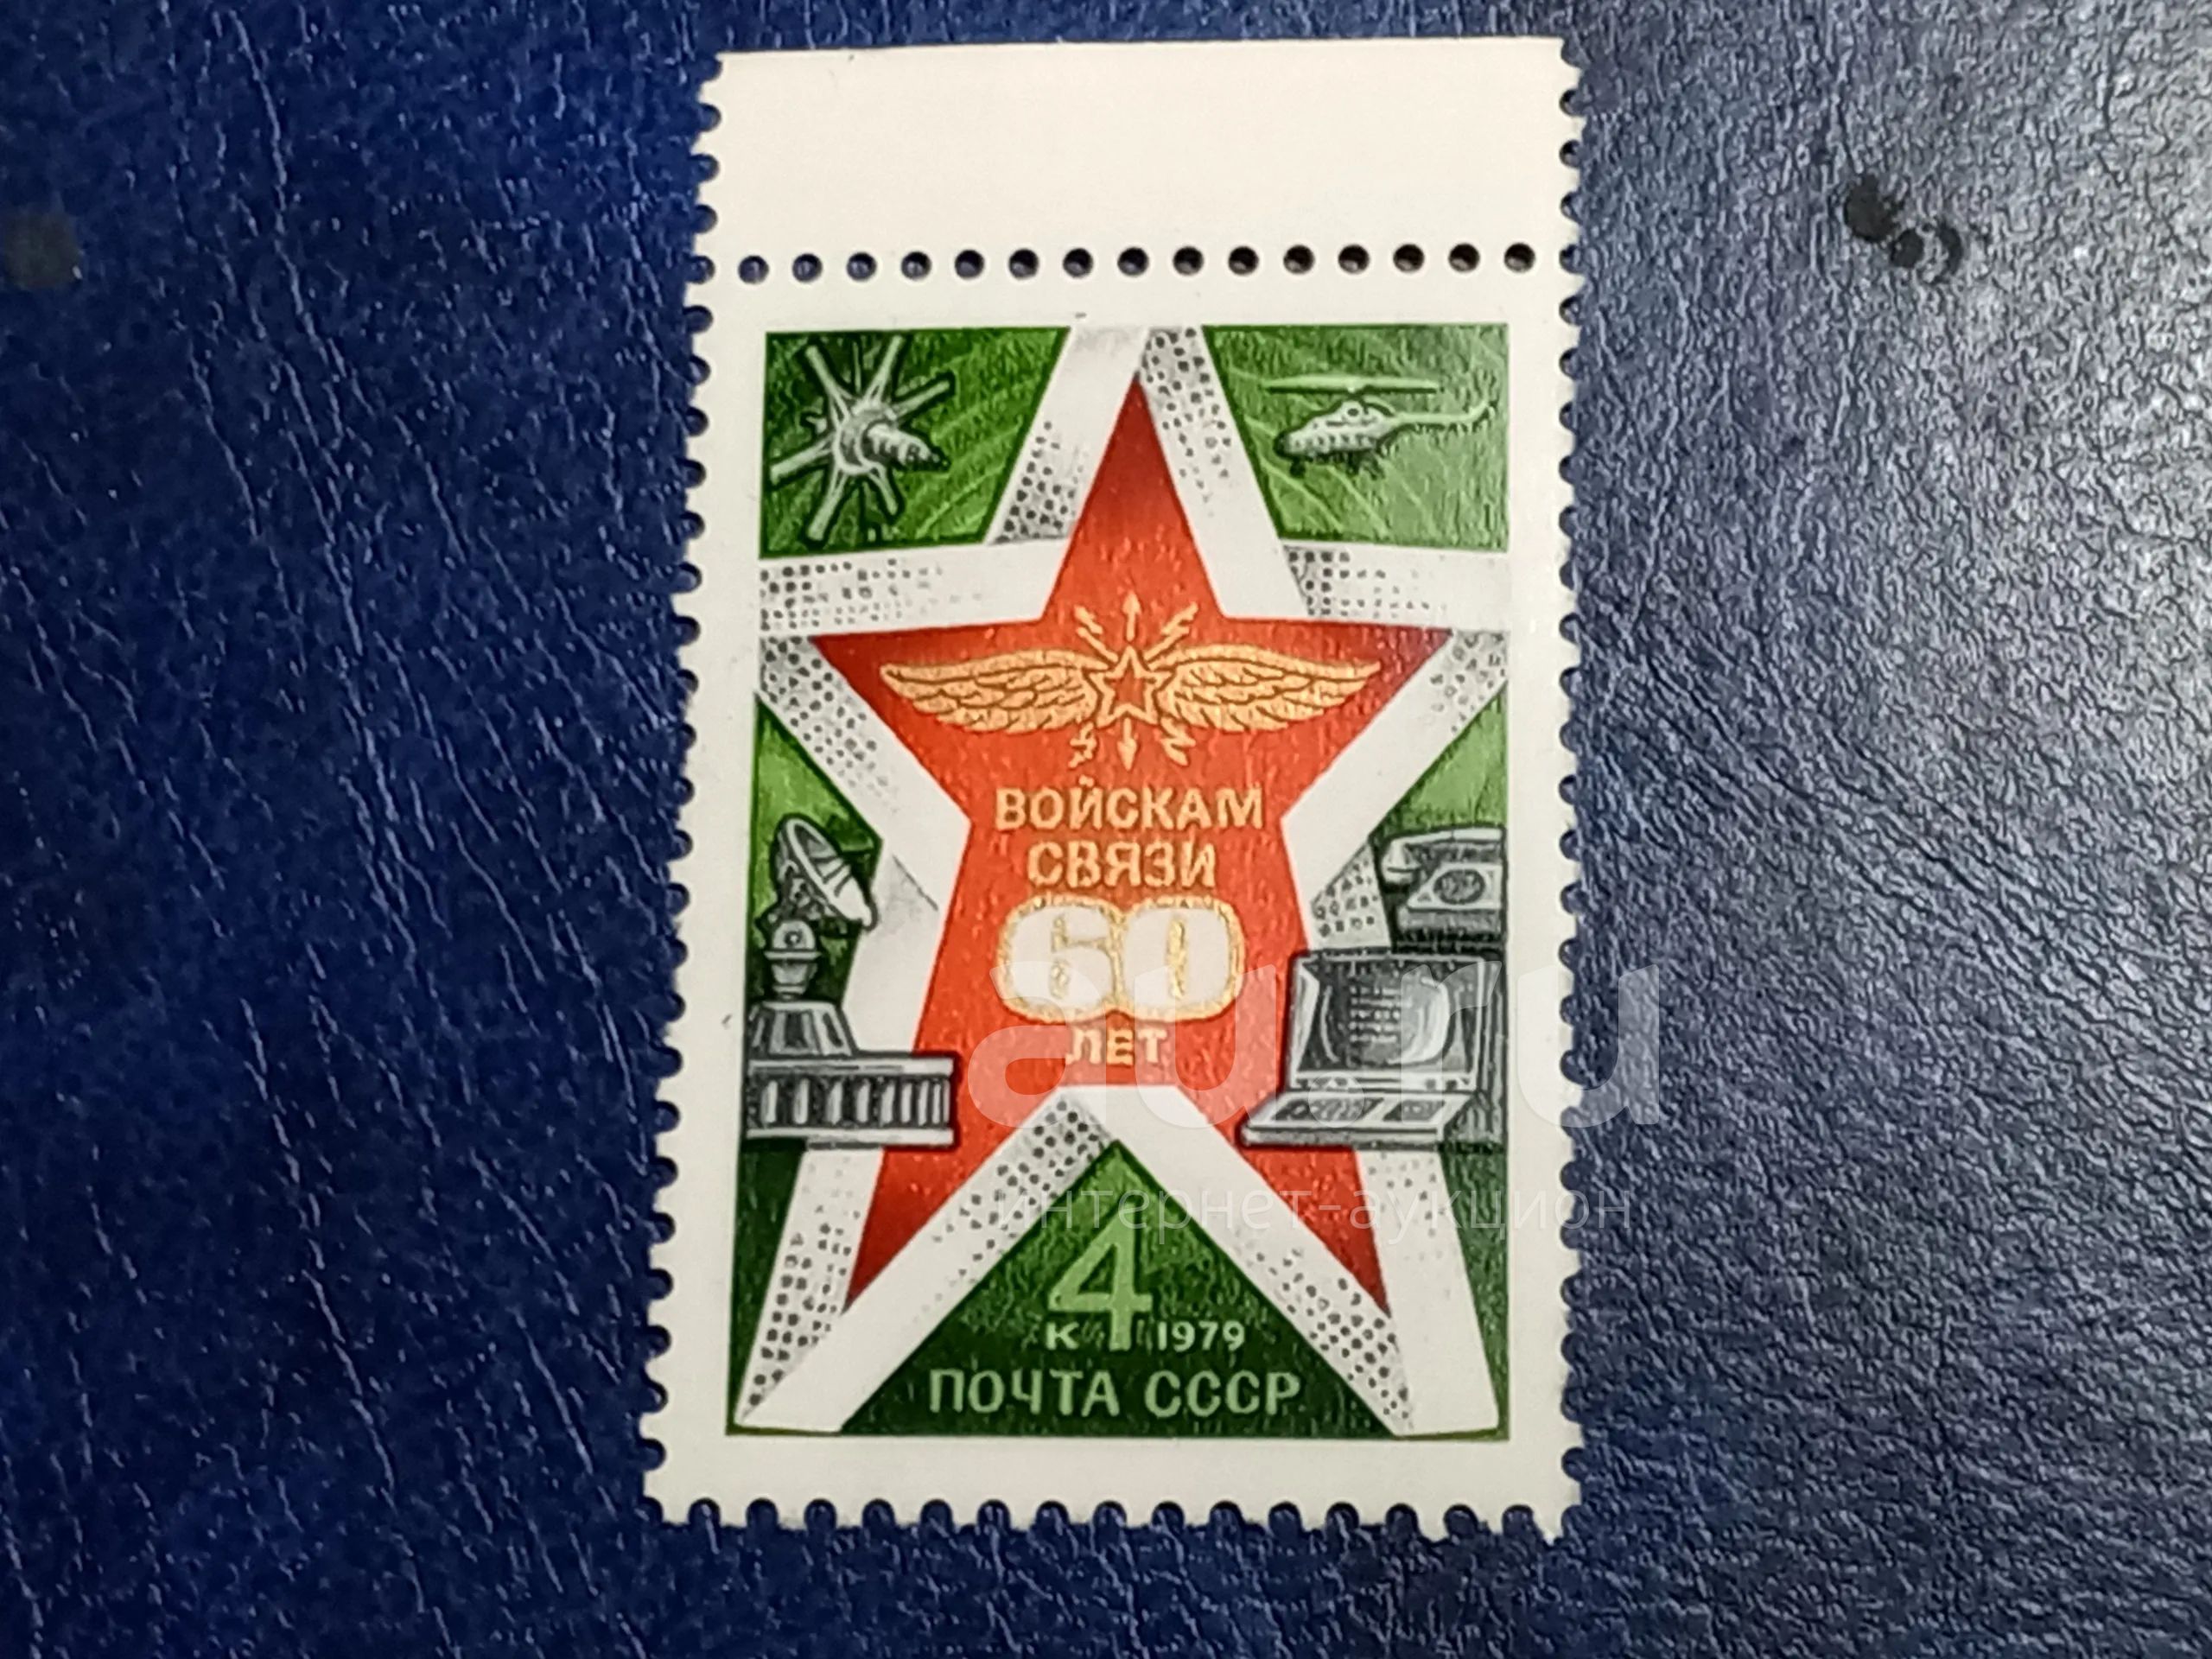 ВОЙСКАМ
СВЯЗИ
60
ЛЕТ
au.ru
интернет-аукцион
4
К 1979
ПОЧТА СССР